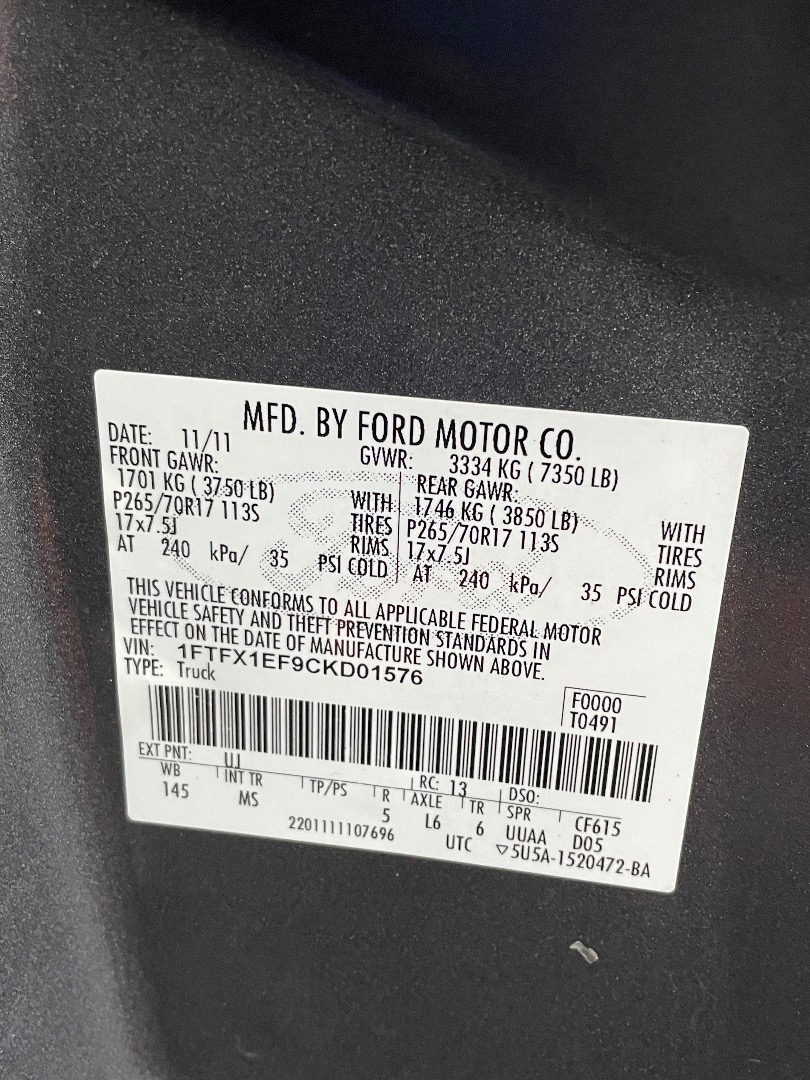 MFD. BY FORD MOTOR CO.
DATE: 11/11 GVWR: 3334 KG ( 7350 LB)
FRONT GAWR: REAR GAWR:
1701 KG ( 3750 LB) WITH 1746 KG ( 3850 LB) WITH
P265/70R17 113S TIRES P265/70R17 113S TIRES
17x7.5J RIMS 17x7.5J RIMS
AT 240 kPa/ 35 PSI COLD AT 240 kPa/ 35 PSI COLD
THIS VEHICLE CONFORMS TO ALL APPLICABLE FEDERAL MOTOR
VEHICLE SAFETY AND THEFT PREVENTION STANDARDS IN
EFFECT ON THE DATE OF MANUFACTURE SHOWN ABOVE.
VIN: 1FTFX1EF9CKD01576
TYPE: Truck
F0000
T0491
EXT PNT: UJ RC: 13 DSO:
WB INT TR TP/PS R AXLE TR SPR CF615
145 MS 5 L6 6 UUAA D05
2201111107696 UTC ▽5U5A-1520472-BA